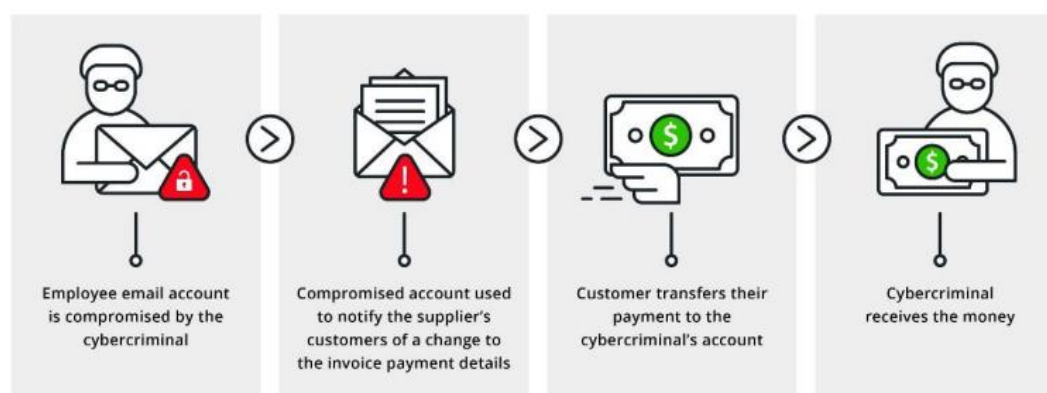 Employee email account
is compromised by the
cybercriminal
Compromised account used
to notify the supplier's
customers of a change to
the invoice payment details
$
Customer transfers their
payment to the
cybercriminal's account
$
Cybercriminal
receives the money